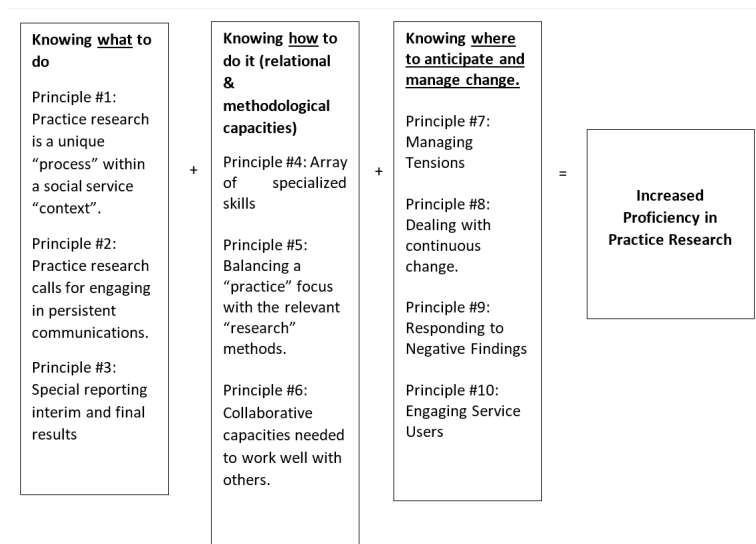 Knowing what to
do
Principle #1:
Practice research
is a unique
“process” within
a social service
“context”.
Principle #2:
Practice research
calls for engaging
in persistent
communications.
Principle #3:
Special reporting
interim and final
results
+
Knowing how to
do it (relational
&
methodological
capacities)
Principle #4: Array
of specialized
skills
Principle #5:
Balancing a
“practice” focus
with the relevant
“research”
methods.
Principle #6:
Collaborative
capacities needed
to work well with
others.
+
Knowing where
to anticipate and
manage change.
Principle #7:
Managing
Tensions
Principle #8:
Dealing with
continuous
change.
Principle #9:
Responding to
Negative Findings
Principle #10:
Engaging Service
Users
=
Increased
Proficiency in
Practice Research